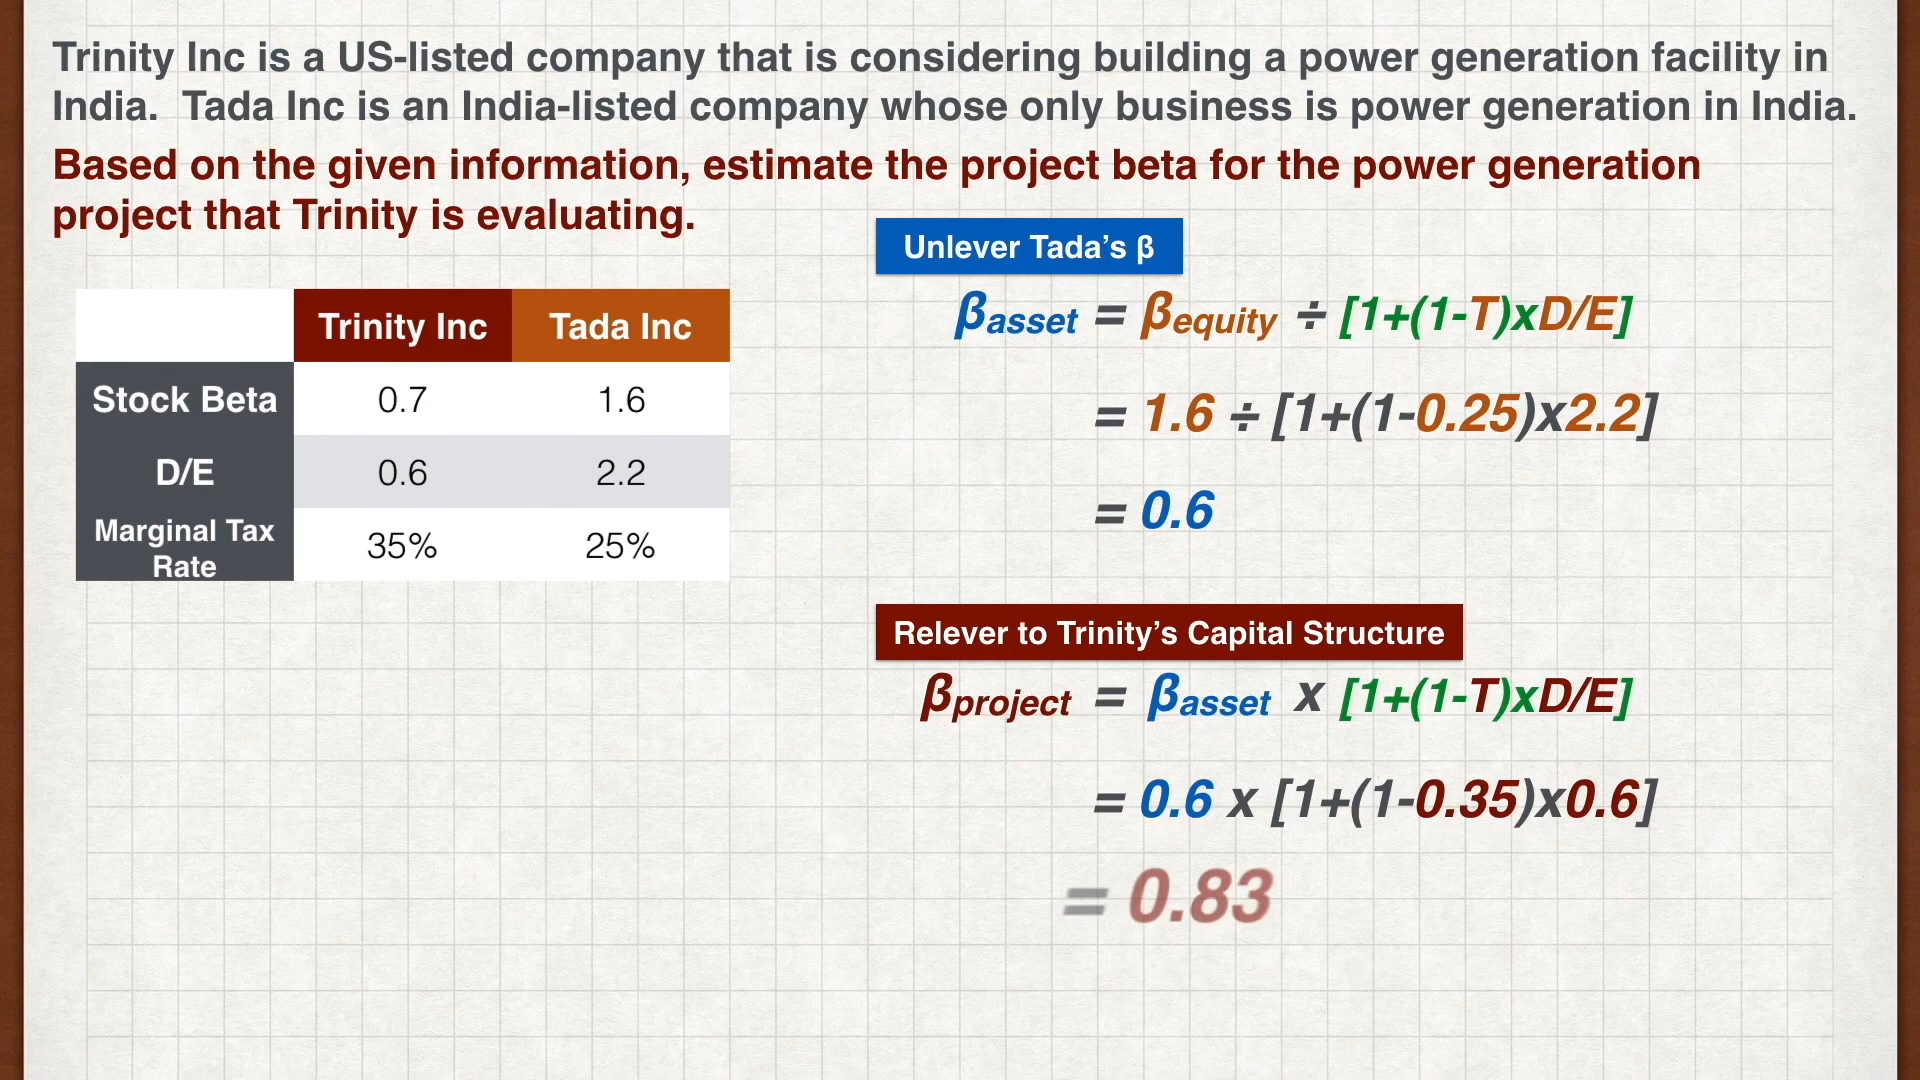 Trinity Inc is a US-listed company that is considering building a power generation facility in
India.  Tada Inc is an India-listed company whose only business is power generation in India.
Based on the given information, estimate the project beta for the power generation
project that Trinity is evaluating.
Trinity Inc Tada Inc
Stock Beta 0.7 1.6
D/E 0.6 2.2
Marginal Tax
Rate 35% 25%
Unlever Tada’s β
βasset = βequity ÷ [1+(1-T)xD/E]
= 1.6 ÷ [1+(1-0.25)x2.2]
= 0.6
Relever to Trinity’s Capital Structure
βproject = βasset x [1+(1-T)xD/E]
= 0.6 x [1+(1-0.35)x0.6]
= 0.83